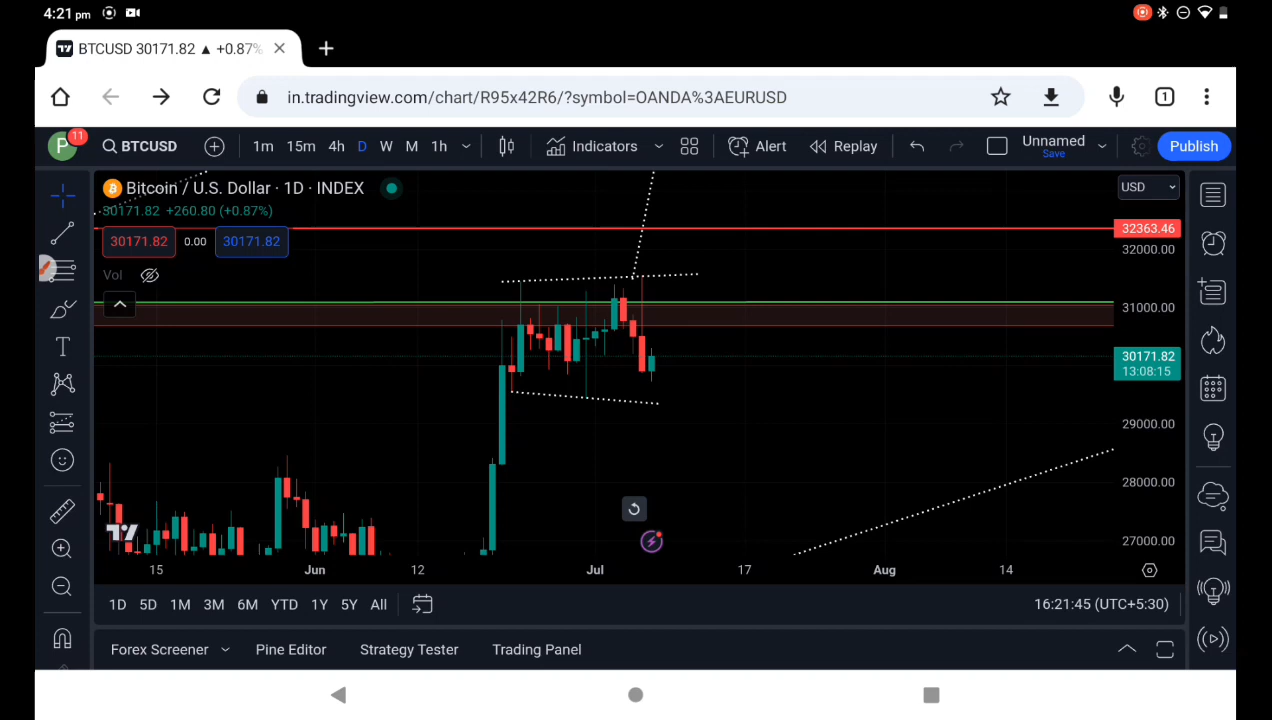 4:21 pm
BTCUSD 30171.82 ▲ +0.87%
in.tradingview.com/chart/R95x42R6/?symbol=OANDA%3AEURUSD
1
P 11 BTCUSD 1m 15m 4h D W M 1h Indicators Alert Replay Unnamed Save Publish
Bitcoin / U.S. Dollar · 1D · INDEX
USD
30171.82 +260.80 (+0.87%)
30171.82 0.00 30171.82
Vol
32363.46
32000.00
31000.00
30171.82
13:08:15
29000.00
28000.00
27000.00
15 Jun 12 Jul 17 Aug 14
1D 5D 1M 3M 6M YTD 1Y 5Y All 16:21:45 (UTC+5:30)
Forex Screener Pine Editor Strategy Tester Trading Panel